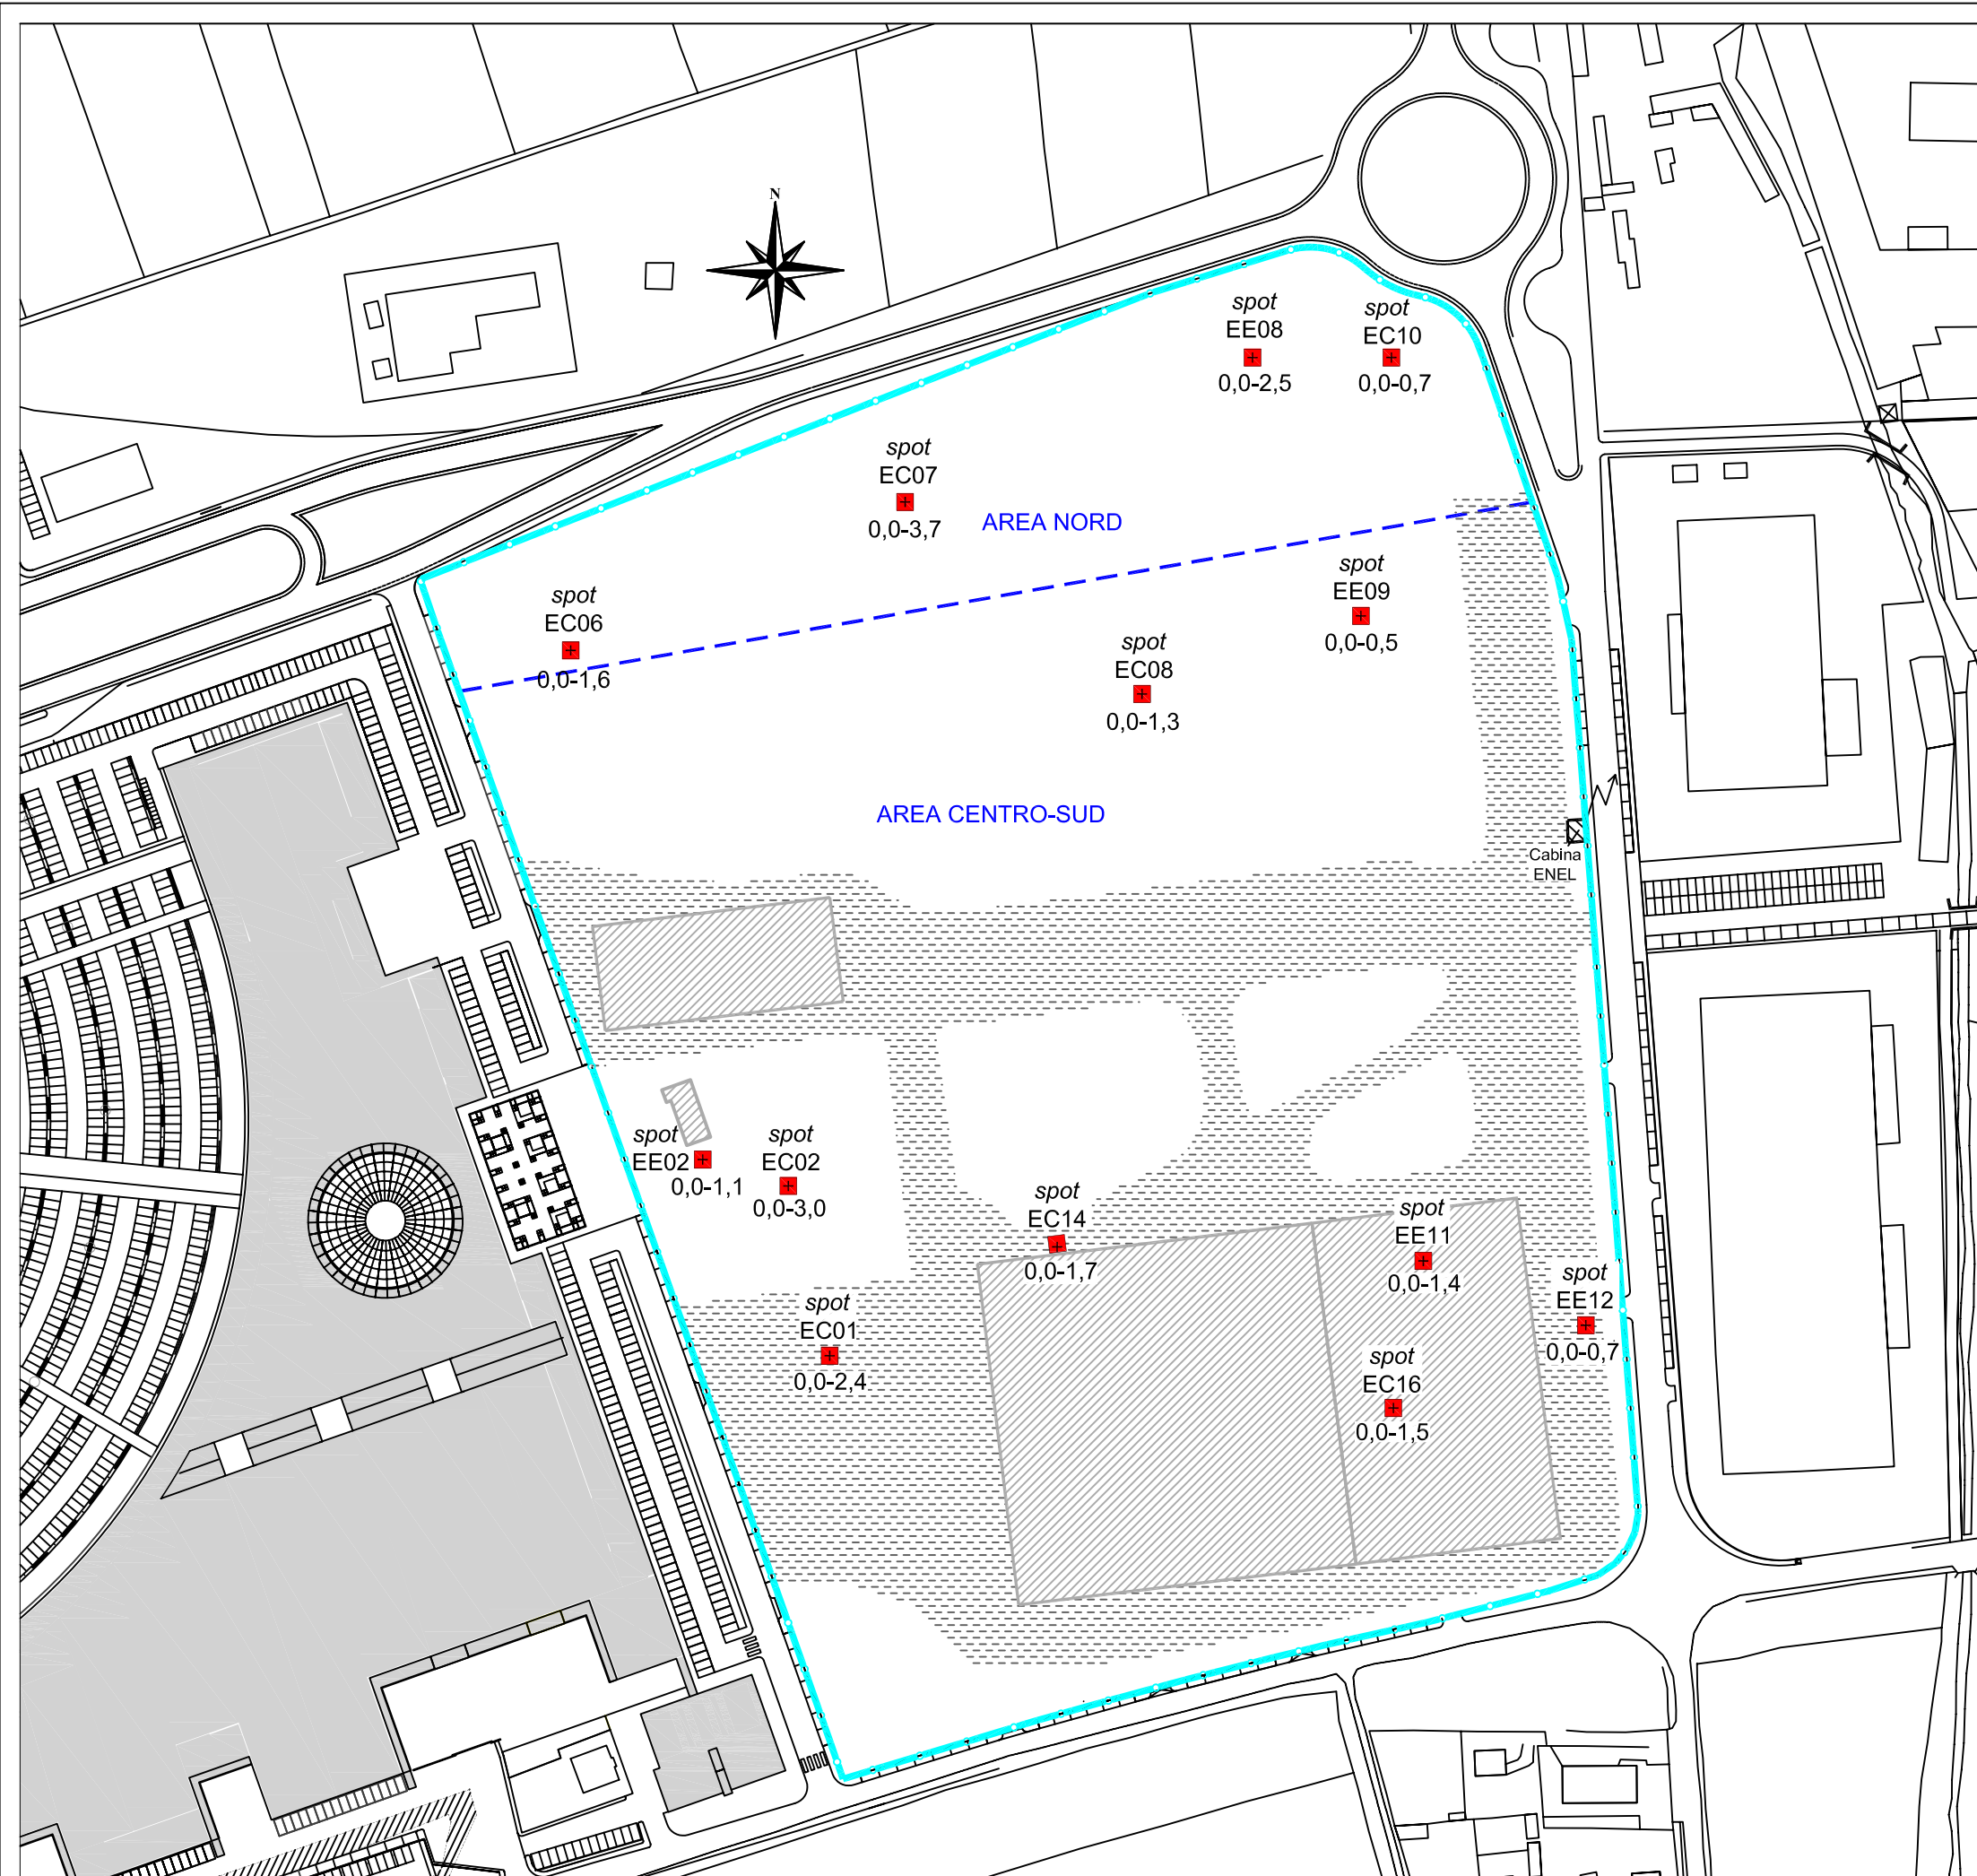 N
spot
EE08
0,0-2,5
spot
EC10
0,0-0,7
spot
EC07
0,0-3,7
AREA NORD
spot
EC06
0,0-1,6
spot
EE09
0,0-0,5
spot
EC08
0,0-1,3
AREA CENTRO-SUD
Cabina
ENEL
spot
EE02
0,0-1,1
spot
EC02
0,0-3,0
spot
EC14
0,0-1,7
spot
EE11
0,0-1,4
spot
EE12
0,0-0,7
spot
EC01
0,0-2,4
spot
EC16
0,0-1,5